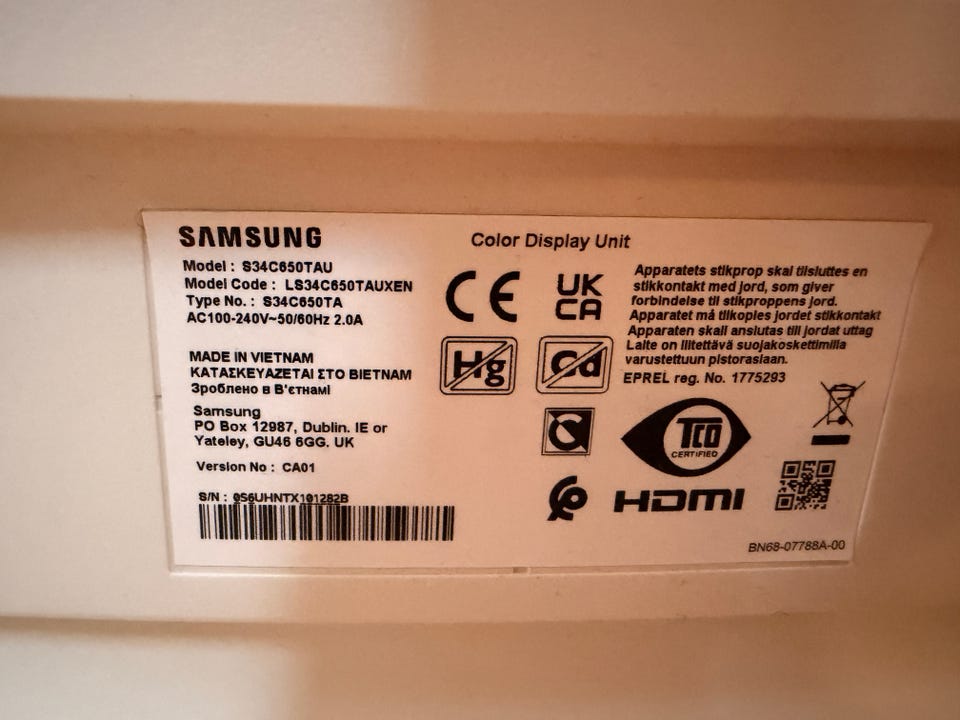 SAMSUNG
Color Display Unit
Model : S34C650TAU
Model Code : LS34C650TAUXEN
Type No. : S34C650TA
AC100-240V~50/60Hz 2.0A
MADE IN VIETNAM
ΚΑΤΑΣΚΕΥΑΖΕΤΑΙ ΣΤΟ ΒΙΕΤΝΑΜ
Зроблено в В'єтнамі
Samsung
PO Box 12987, Dublin. IE or
Yateley, GU46 6GG. UK
Version No : CA01
S/N : 0S6UHNTX101282B
CE
UK
CA
Hg
Cd
Apparatets stikprop skal tilsluttes en
stikkontakt med jord, som giver
forbindelse til stikproppens jord.
Apparatet må tilkoples jordet stikkontakt
Apparaten skall anslutas till jordat uttag
Laite on liitettävä suojakoskettimilla
varustettuun pistorasiaan.
EPREL reg. No. 1775293
TCO
CERTIFIED
HDMI
BN68-07788A-00